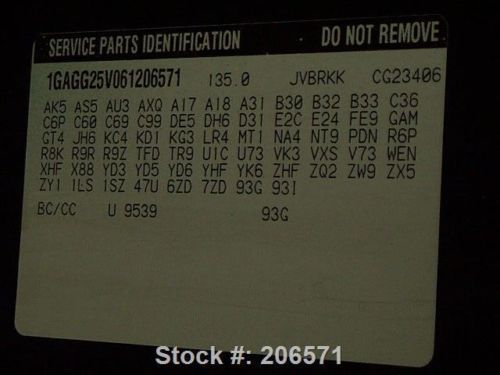 SERVICE PARTS IDENTIFICATION DO NOT REMOVE
1GAGG25V061206571 135.0 JVBRKK CG23406
AK5 AS5 AU3 AXQ A17 A18 A31 B30 B32 B33 C36
C6P C60 C69 C99 DE5 DH6 D31 E2C E24 FE9 GAM
GT4 JH6 KC4 KD1 KG3 LR4 MT1 NA4 NT9 PDN R6P
R8K R9R R9Z TFD TR9 U1C U73 VK3 VXS V73 WEN
XHF X88 YD3 YD5 YD6 YHF YK6 ZHF ZQ2 ZW9 ZX5
ZY1 1LS 1SZ 47U 6ZD 7ZD 93G 93I
BC/CC U 9539 93G
Stock #: 206571